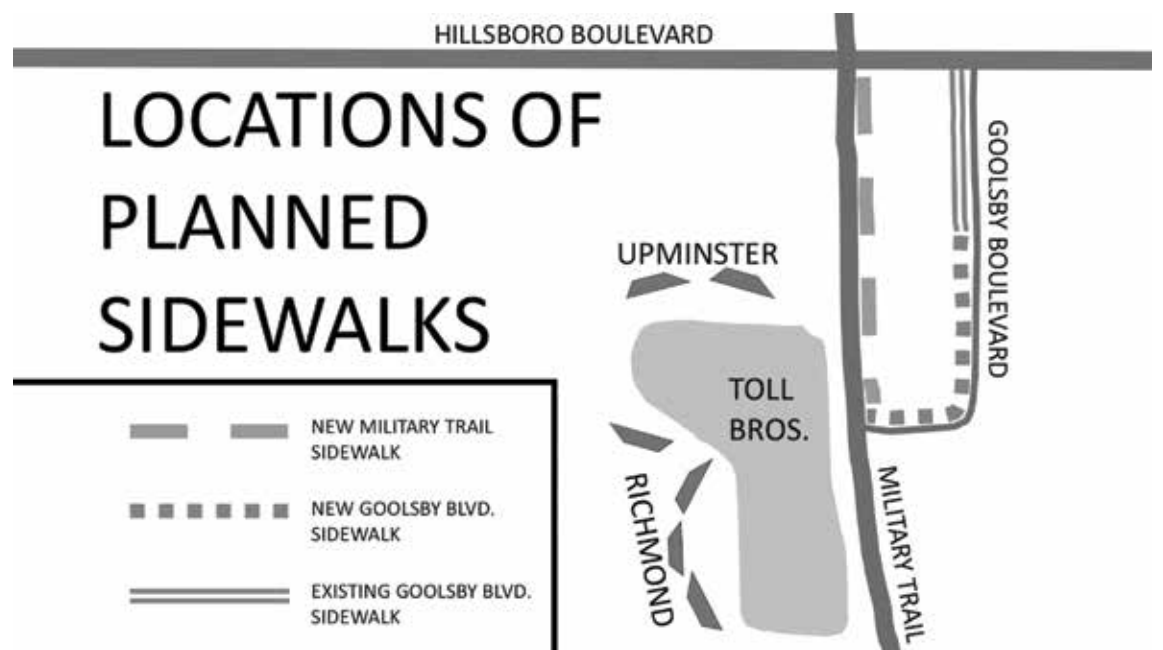 HILLSBORO BOULEVARD
LOCATIONS OF
PLANNED
SIDEWALKS
GOOLSBY BOULEVARD
UPMINSTER
TOLL
BROS.
RICHMOND
MILITARY TRAIL
NEW MILITARY TRAIL
SIDEWALK
NEW GOOLSBY BLVD.
SIDEWALK
EXISTING GOOLSBY BLVD.
SIDEWALK